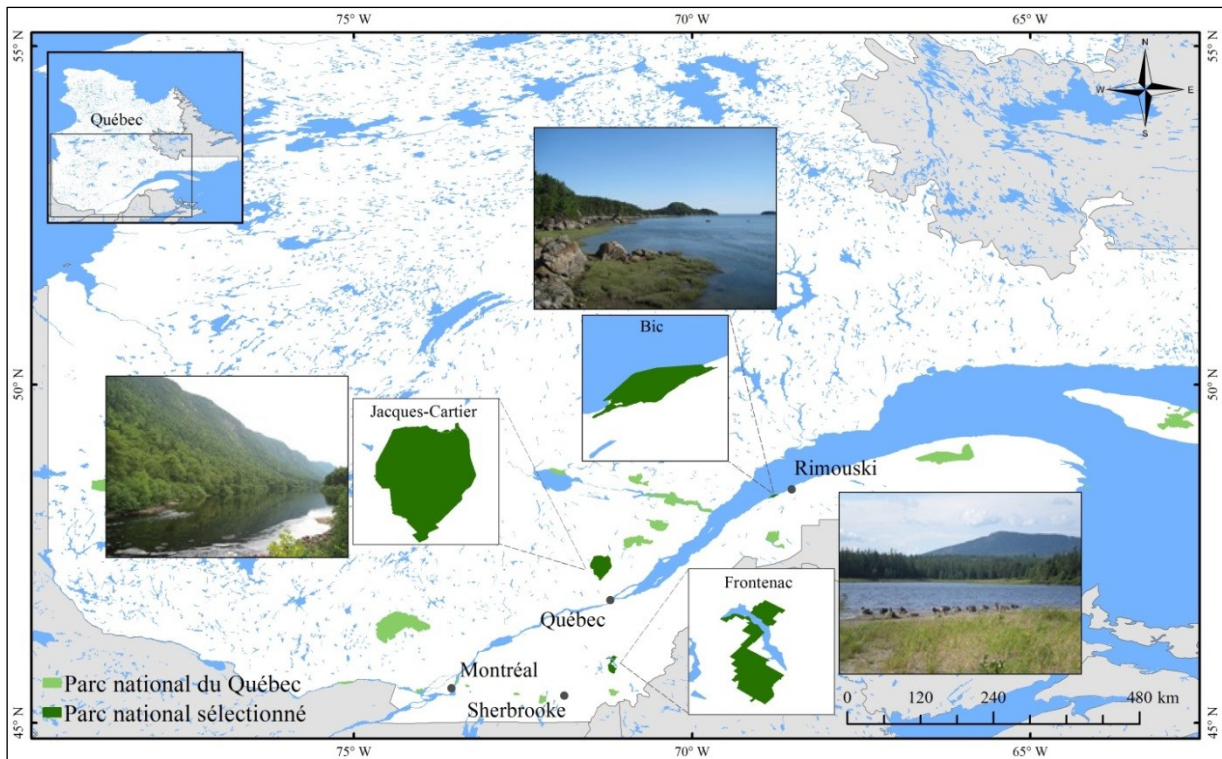 75° W
70° W
65° W
55° N
55° N
N
W
E
S
Québec
Bic
50° N
50° N
Jacques-Cartier
Rimouski
Frontenac
Québec
Montréal
Sherbrooke
Parc national du Québec
Parc national sélectionné
0 120 240 480 km
45° N
45° N
75° W
70° W
65° W